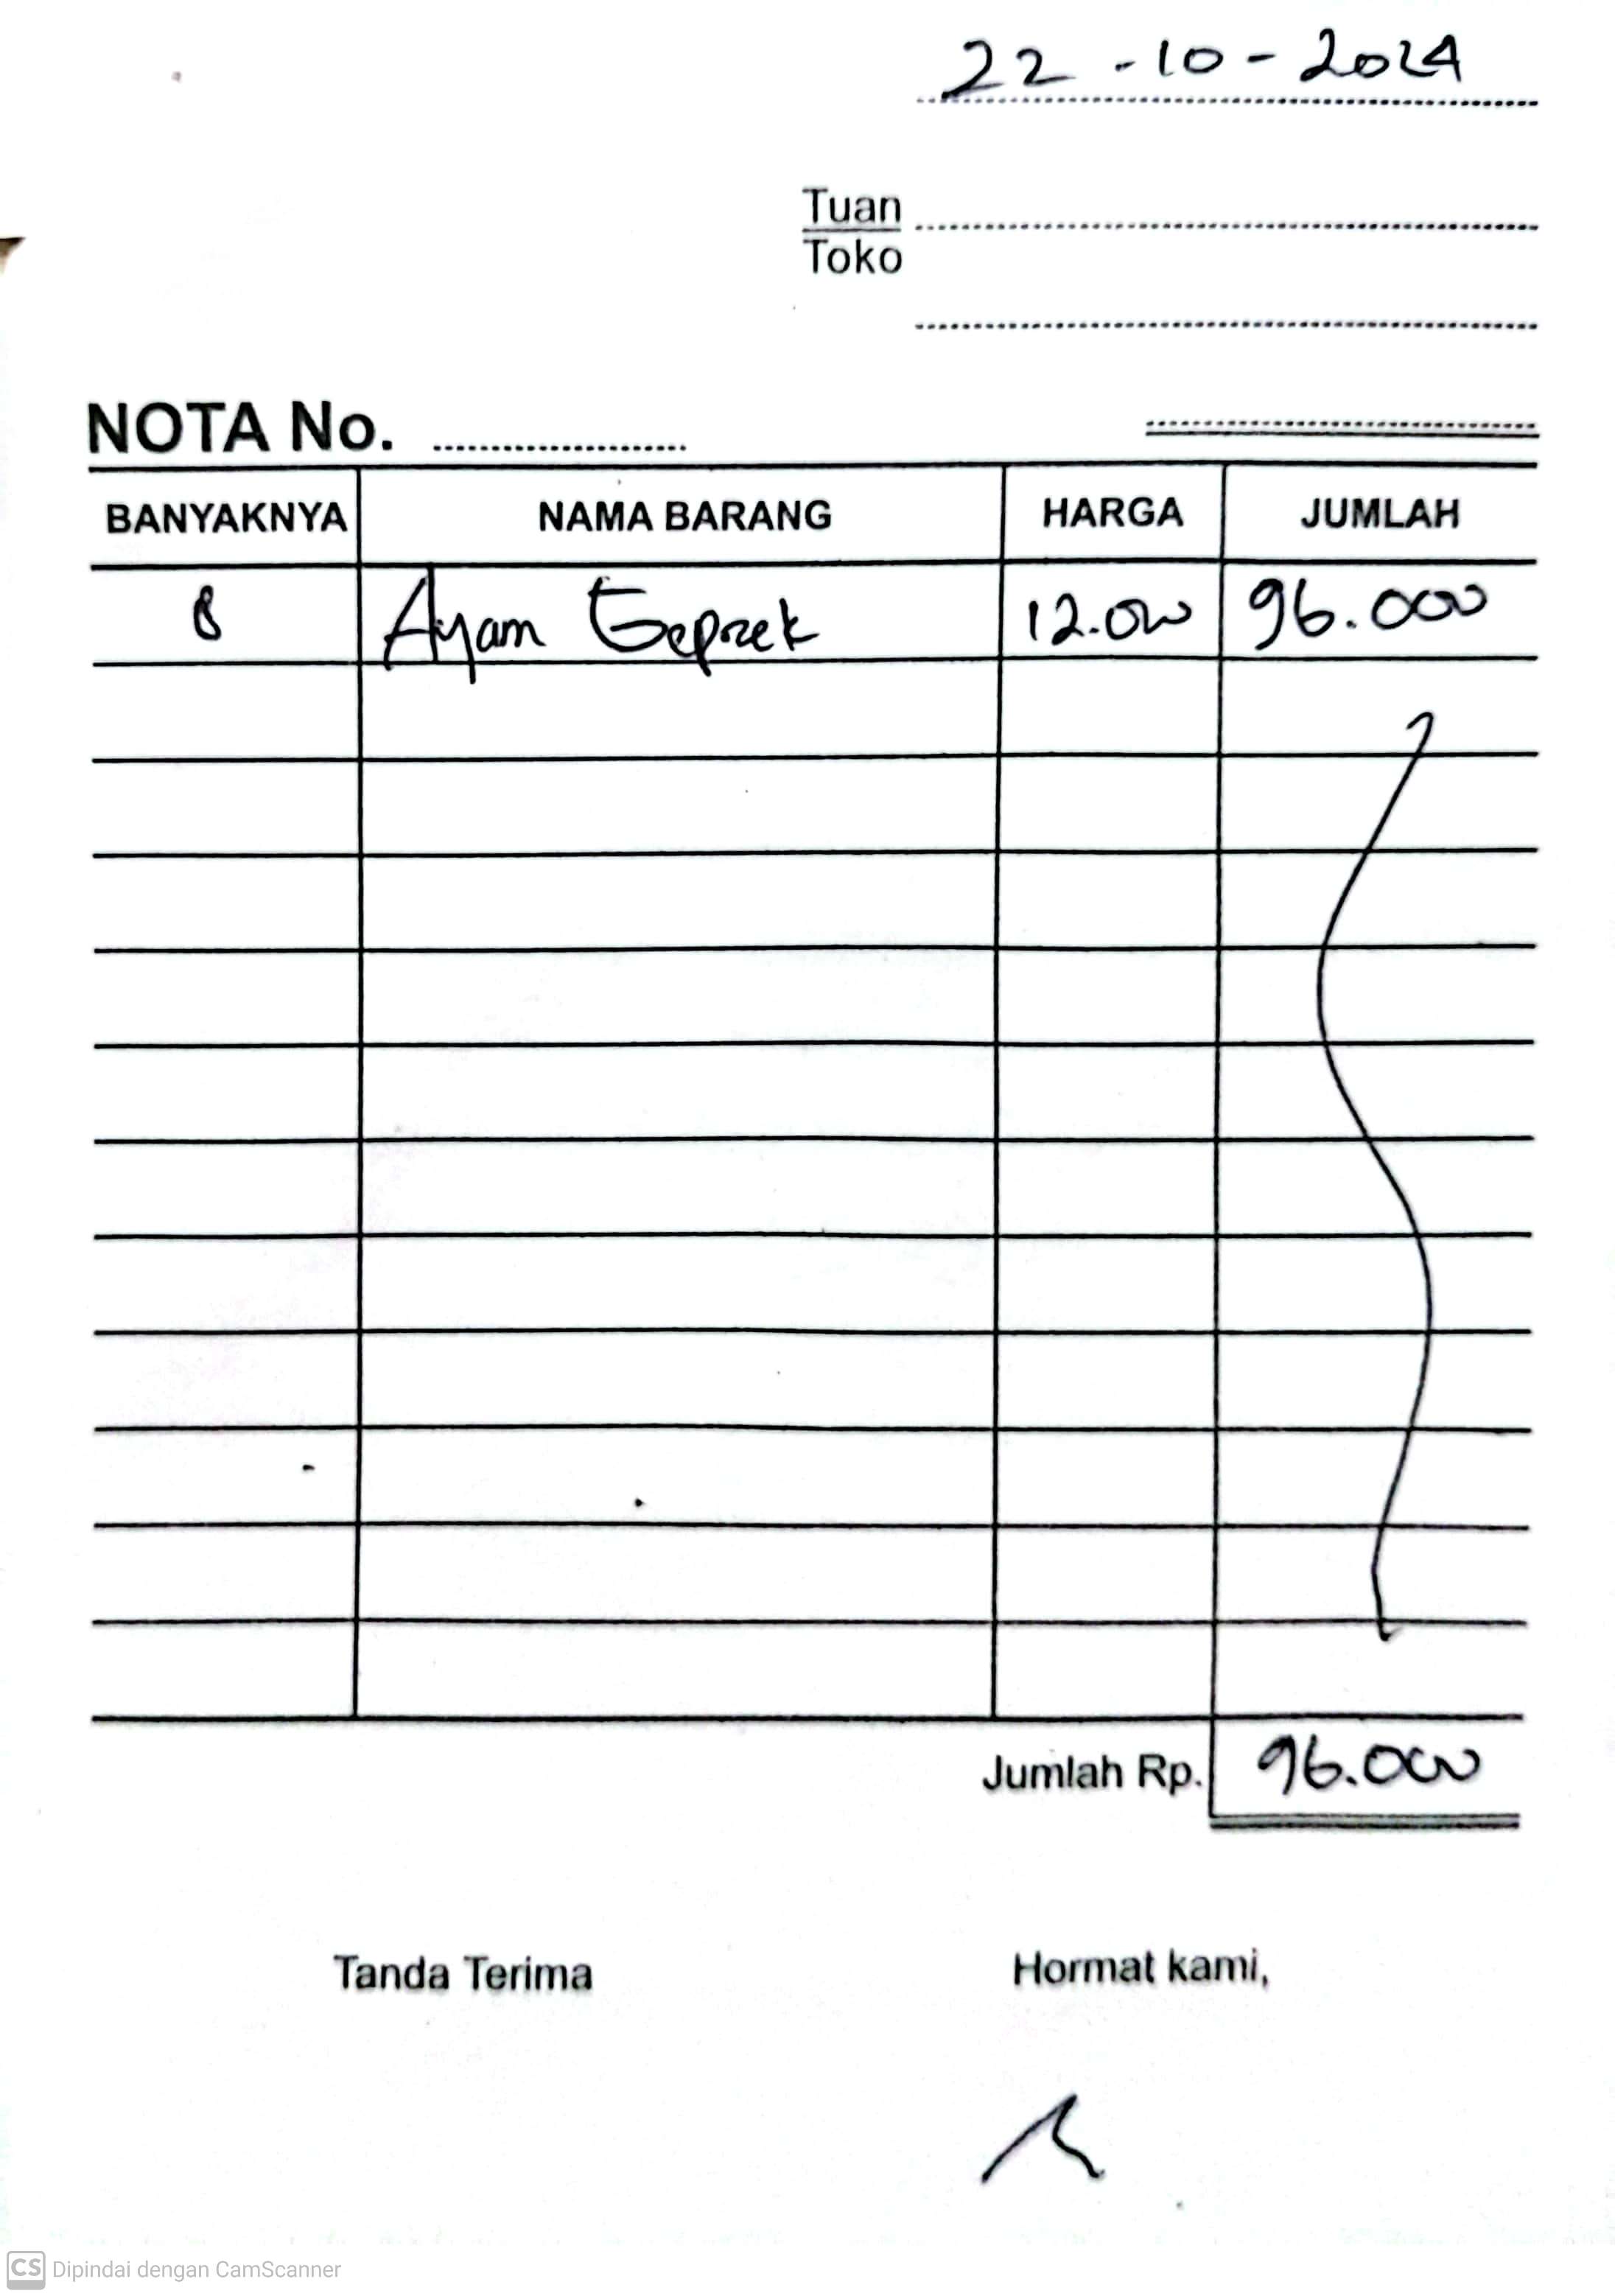 22 - 10 - 2024
Tuan
Toko
NOTA No.
BANYAKNYA NAMA BARANG HARGA JUMLAH
8 Ayam Geprek 12.000 96.000
Jumlah Rp. 96.000
Tanda Terima Hormat kami,
CS Dipindai dengan CamScanner